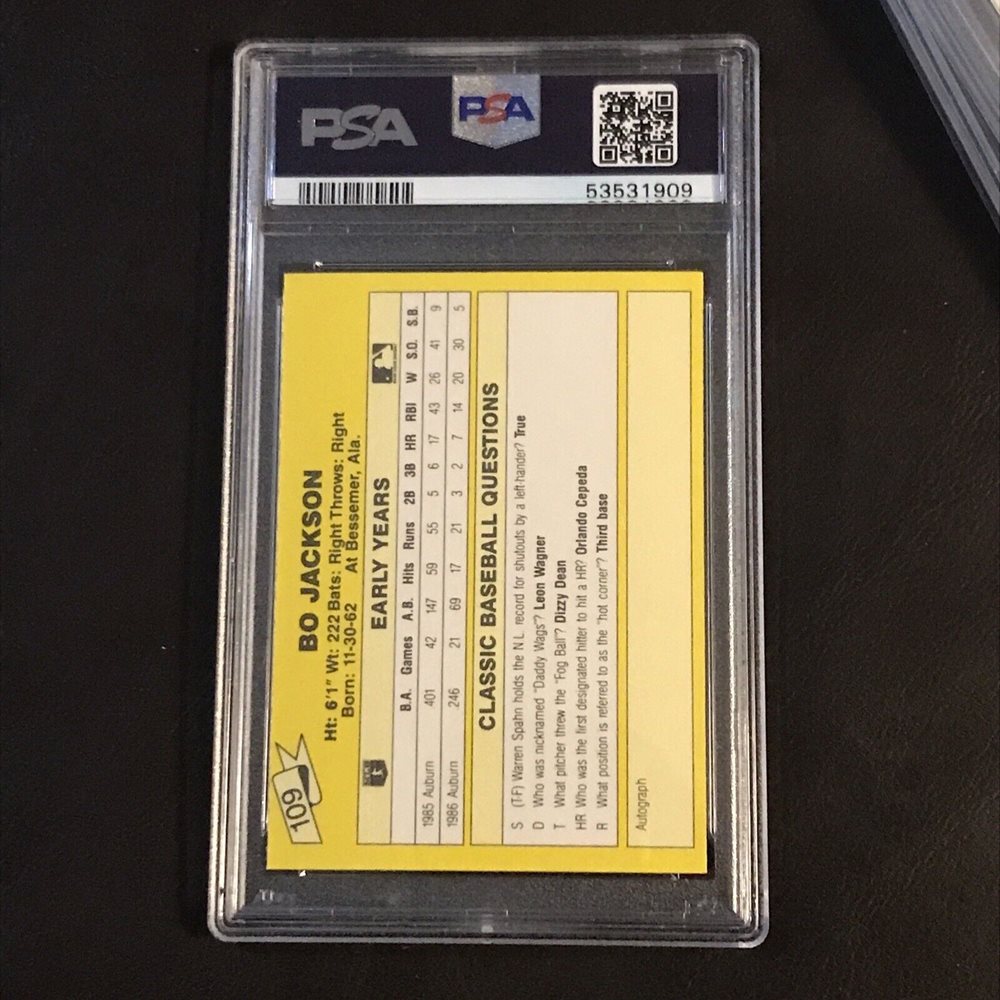 PSA
PSA
53531909
109
BO JACKSON
Ht: 6'1" Wt: 222 Bats: Right Throws: Right
Born: 11-30-62 At Bessemer, Ala.
EARLY YEARS
B.A. Games A.B. Hits Runs 2B 3B HR RBI W S.O. S.B.
1985 Auburn 401 42 147 59 55 5 6 17 43 26 41 9
1986 Auburn 246 21 69 17 21 3 2 7 14 20 30 5
CLASSIC BASEBALL QUESTIONS
S (T-F) Warren Spahn holds the N.L. record for shutouts by a left-hander? True
D Who was nicknamed "Daddy Wags"? Leon Wagner
T What pitcher threw the "Fog Ball"? Dizzy Dean
HR Who was the first designated hitter to hit a HR? Orlando Cepeda
R What position is referred to as the "hot corner"? Third base
Autograph